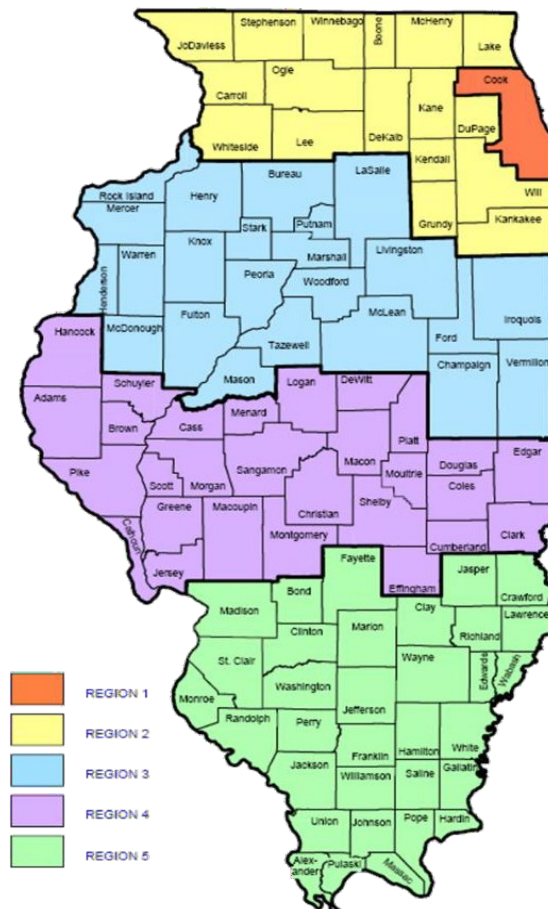 JoDavless
Stephenson
Winnebago
Boone
McHenry
Lake
Carroll
Ogle
Cook
Kane
DuPage
Whiteside
Lee
DeKalb
Kendall
Will
Grundy
Kankakee
Rock Island
Mercer
Henry
Bureau
LaSalle
Putnam
Stark
Knox
Warren
Henderson
Marshall
Livingston
Peoria
Woodford
McLean
Iroquois
Ford
McDonough
Fulton
Tazewell
Mason
Champaign
Vermilion
Hancock
Schuyler
Logan
DeWitt
Adams
Brown
Cass
Menard
Piatt
Macon
Douglas
Edgar
Pike
Scott
Morgan
Sangamon
Moultrie
Coles
Shelby
Christian
Greene
Macoupin
Montgomery
Calhoun
Jersey
Cumberland
Clark
Effingham
Fayette
Jasper
Crawford
Madison
Bond
Clay
Lawrence
Clinton
Marion
Richland
St. Clair
Wayne
Edwards
Wabash
Washington
Monroe
Randolph
Perry
Jefferson
Hamilton
White
Franklin
Jackson
Williamson
Saline
Gallatin
Union
Johnson
Pope
Hardin
Alex-
ander
Pulaski
Massac
REGION 1
REGION 2
REGION 3
REGION 4
REGION 5